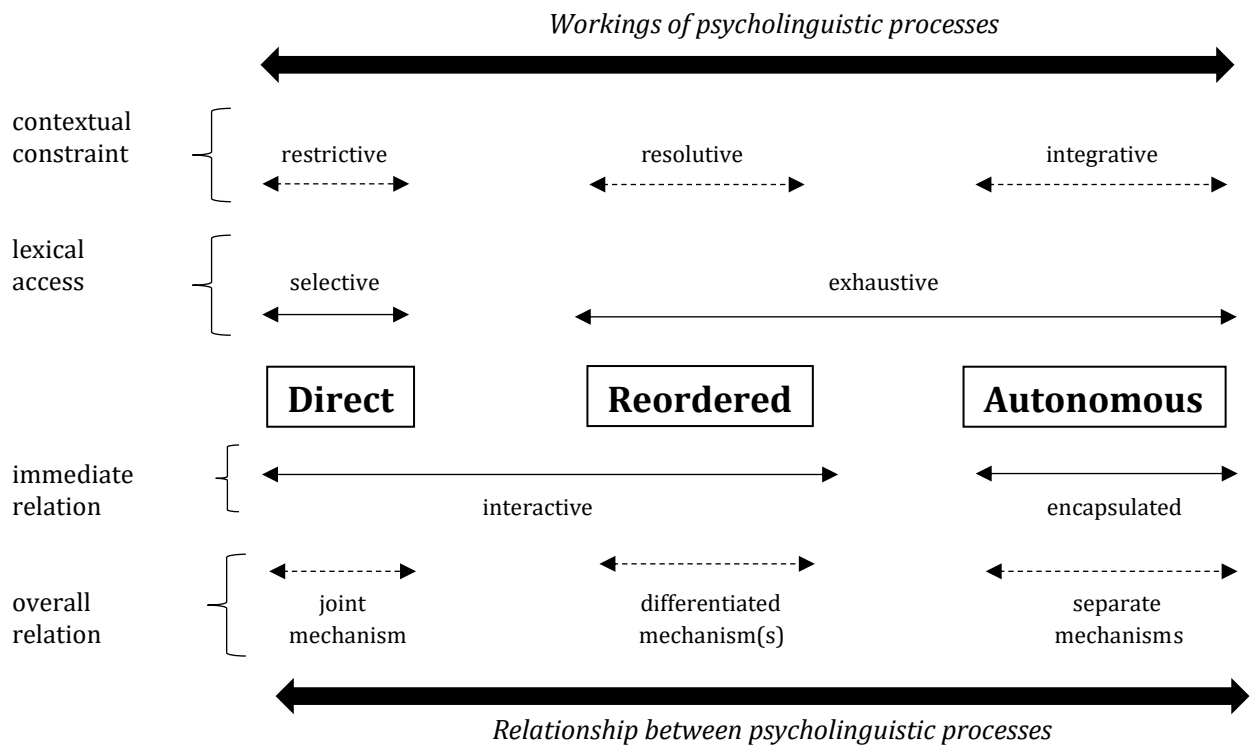 Workings of psycholinguistic processes
contextual
constraint
restrictive
resolutive
integrative
lexical
access
selective
exhaustive
Direct
Reordered
Autonomous
immediate
relation
interactive
encapsulated
overall
relation
joint
mechanism
differentiated
mechanism(s)
separate
mechanisms
Relationship between psycholinguistic processes